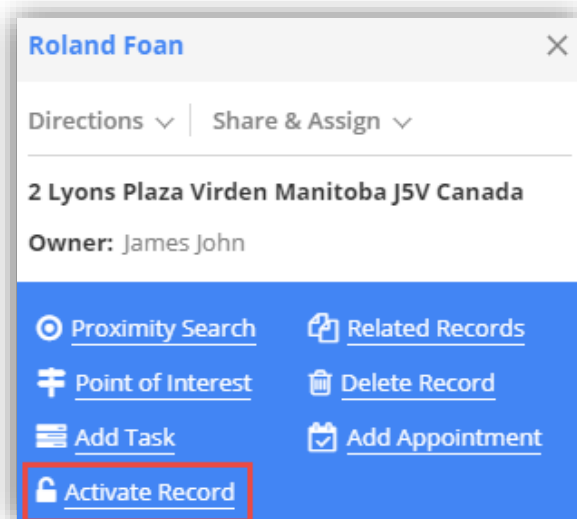 Roland Foan
Directions Share & Assign
2 Lyons Plaza Virden Manitoba J5V Canada
Owner: James John
Proximity Search Related Records
Point of Interest Delete Record
Add Task Add Appointment
Activate Record